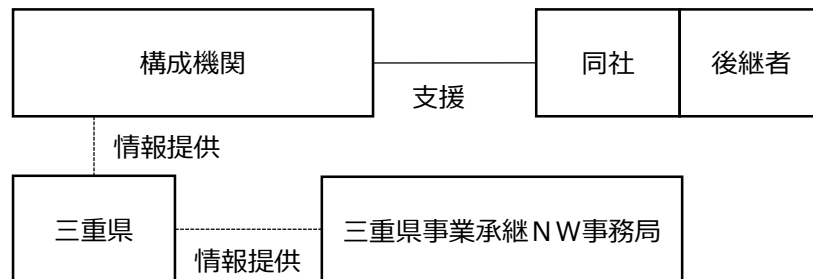 構成機関
同社
後継者
支援
情報提供
三重県
三重県事業承継ＮＷ事務局
情報提供